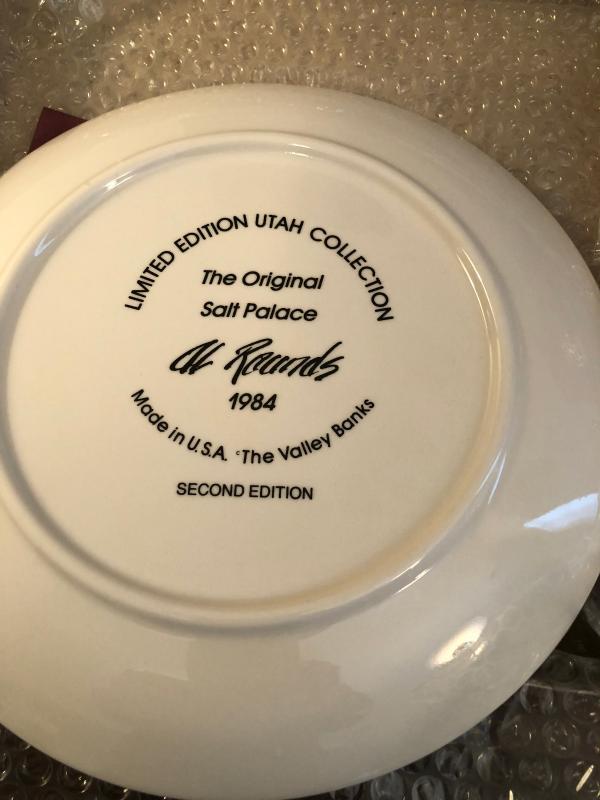 LIMITED EDITION UTAH COLLECTION
The Original
Salt Palace
Al Rounds
1984
Made in U.S.A. ©The Valley Banks
SECOND EDITION